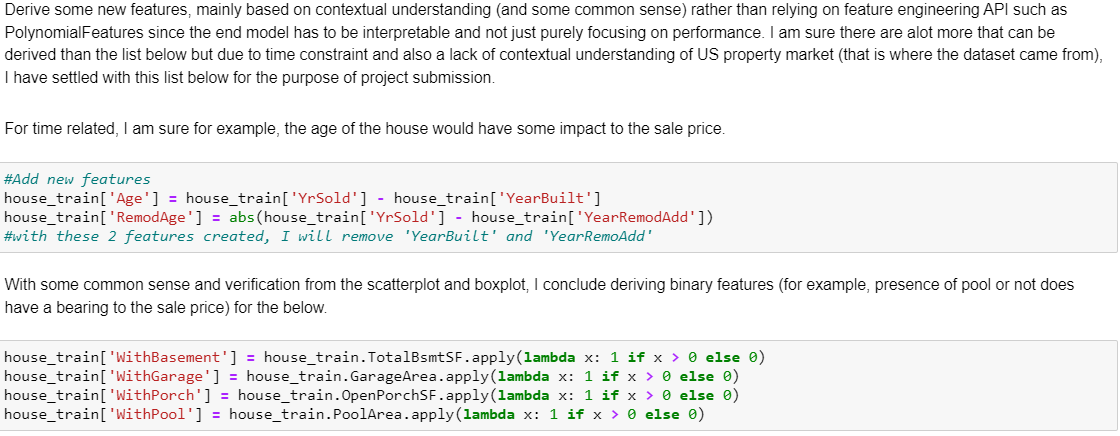 Derive some new features, mainly based on contextual understanding (and some common sense) rather than relying on feature engineering API such as
PolynomialFeatures since the end model has to be interpretable and not just purely focusing on performance. I am sure there are alot more that can be
derived than the list below but due to time constraint and also a lack of contextual understanding of US property market (that is where the dataset came from),
I have settled with this list below for the purpose of project submission.
For time related, I am sure for example, the age of the house would have some impact to the sale price.
#Add new features
house_train['Age'] = house_train['YrSold'] - house_train['YearBuilt']
house_train['RemodAge'] = abs(house_train['YrSold'] - house_train['YearRemodAdd'])
#with these 2 features created, I will remove 'YearBuilt' and 'YearRemoAdd'
With some common sense and verification from the scatterplot and boxplot, I conclude deriving binary features (for example, presence of pool or not does
have a bearing to the sale price) for the below.
house_train['WithBasement'] = house_train.TotalBsmtSF.apply(lambda x: 1 if x > 0 else 0)
house_train['WithGarage'] = house_train.GarageArea.apply(lambda x: 1 if x > 0 else 0)
house_train['WithPorch'] = house_train.OpenPorchSF.apply(lambda x: 1 if x > 0 else 0)
house_train['WithPool'] = house_train.PoolArea.apply(lambda x: 1 if x > 0 else 0)